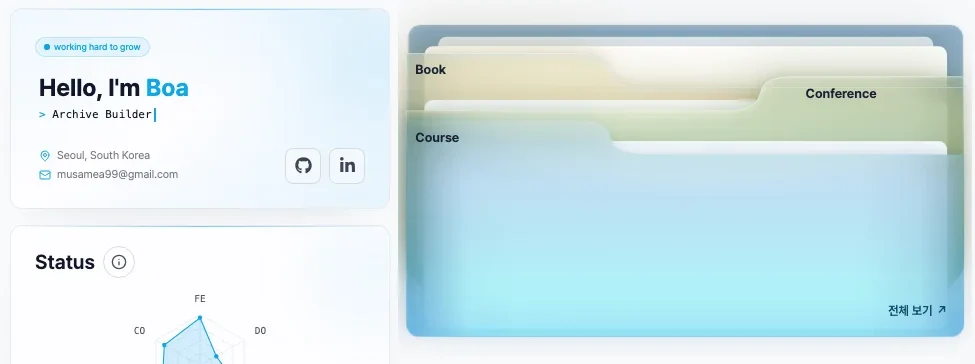 working hard to grow
Hello, I'm Boa
> Archive Builder
Seoul, South Korea
musamea99@gmail.com
in
Status
FE
CO
DO
Book
Conference
Course
전체 보기 ↗